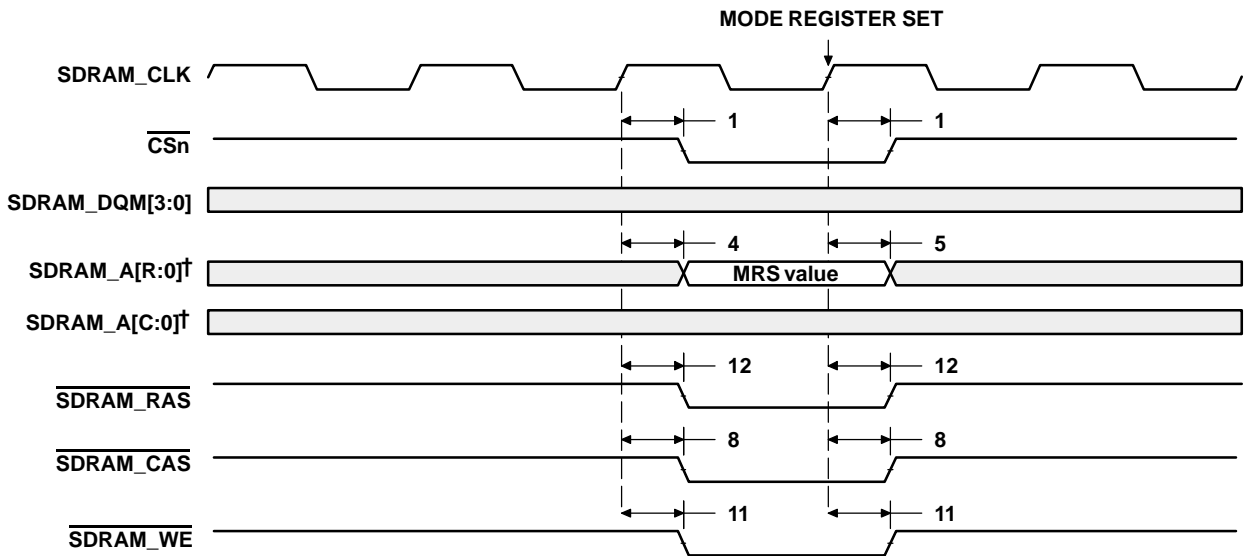 MODE REGISTER SET
SDRAM_CLK
1 1
CSn
SDRAM_DQM[3:0]
4 5
SDRAM_A[R:0]† MRS value
SDRAM_A[C:0]†
12 12
SDRAM_RAS
8 8
SDRAM_CAS
11 11
SDRAM_WE